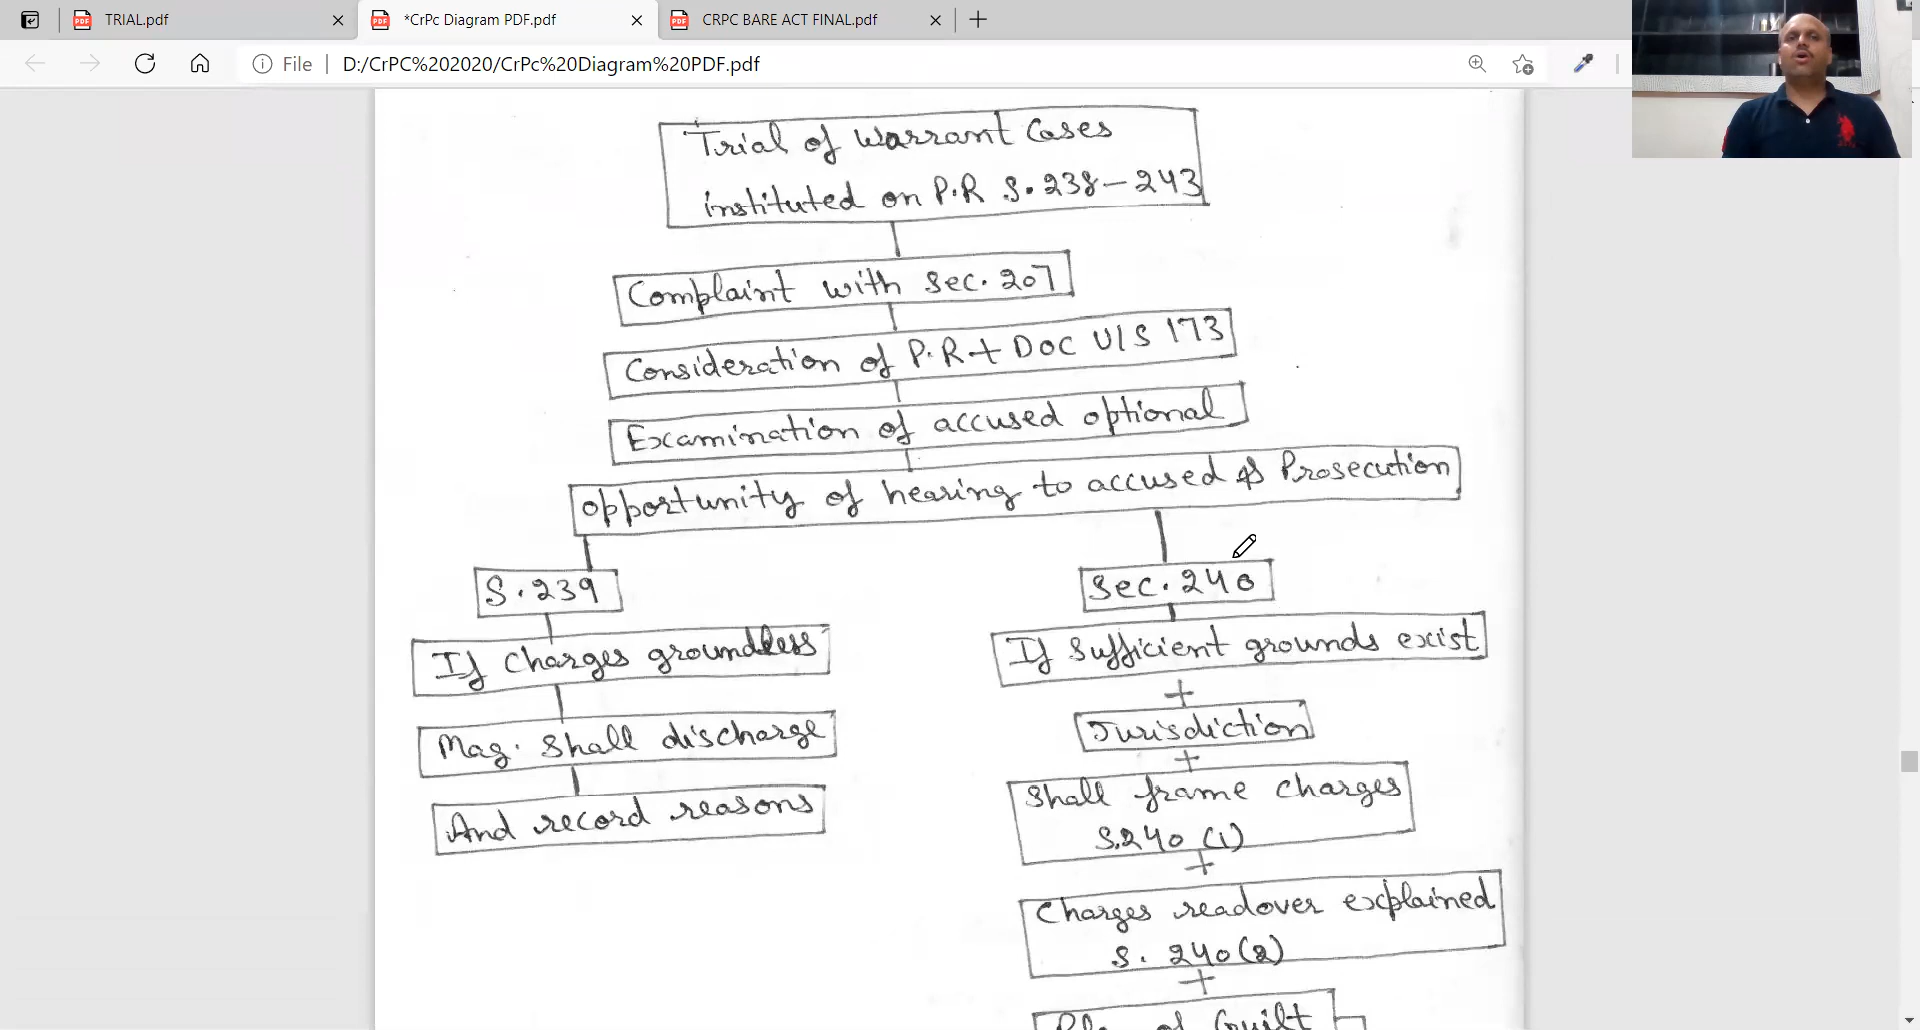 TRIAL.pdf
*CrPc Diagram PDF.pdf
CRPC BARE ACT FINAL.pdf
File
D:/CrPC%202020/CrPc%20Diagram%20PDF.pdf
Trial of Warrant Cases
instituted on P.R S. 238-243
Complaint with Sec. 207
Consideration of P.R + DOC U/S 173
Examination of accused optional
opportunity of hearing to accused & Prosecution
S. 239
Sec. 240
If Charges groundless
If Sufficient grounds exist
+
Mag. shall discharge
Jurisdiction
+
And record reasons
Shall frame charges
S.240 (1)
+
Charges readover explained
S. 240(2)
+
Plea of Guilt